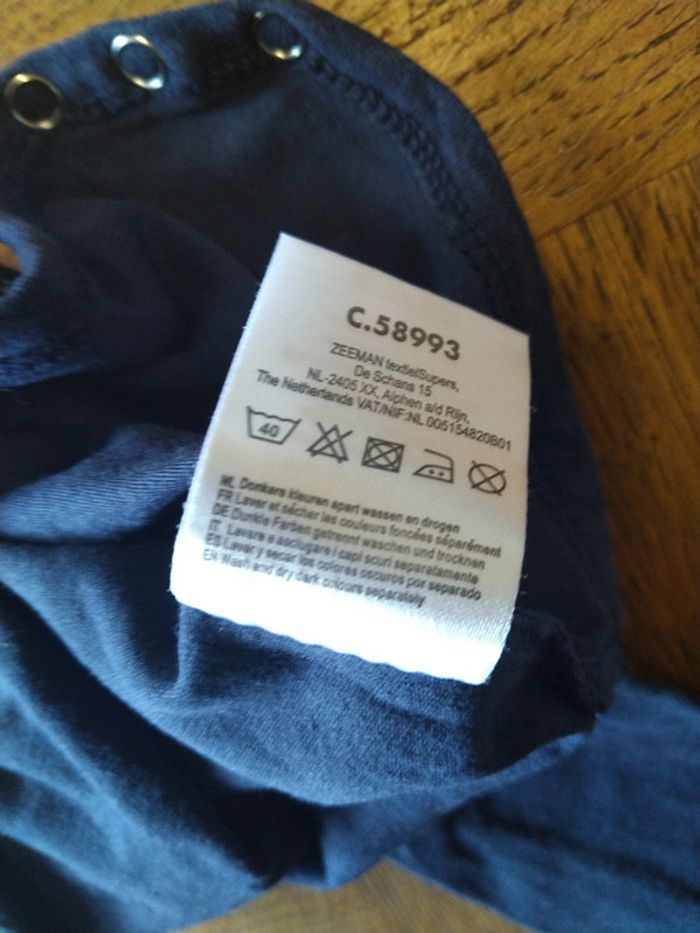 C.58993
ZEEMAN textielSupers,
De Schans 15
NL-2405 XX, Alphen a/d Rijn,
The Netherlands VAT/NIF:NL 005154820B01
40
NL Donkere kleuren apart wassen en drogen
FR Laver et sécher les couleurs foncées séparément
DE Dunkle Farben getrennt waschen und trocknen
IT Lavare e asciugare i capi scuri separatamente
ES Lavar y secar los colores oscuros por separado
EN Wash and dry dark colours separately